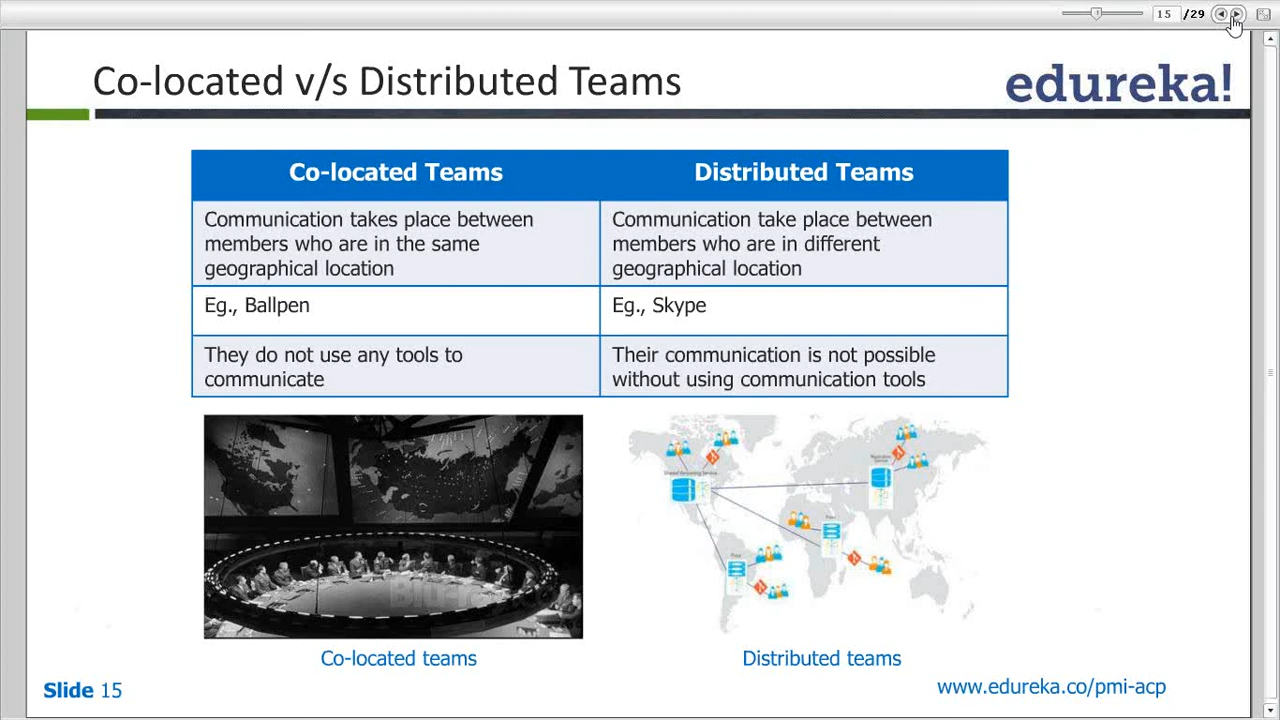 15 /29
Co-located v/s Distributed Teams
edureka!
Co-located Teams
Distributed Teams
Communication takes place between
members who are in the same
geographical location
Communication take place between
members who are in different
geographical location
Eg., Ballpen
Eg., Skype
They do not use any tools to
communicate
Their communication is not possible
without using communication tools
Co-located teams
Distributed teams
Slide 15
www.edureka.co/pmi-acp